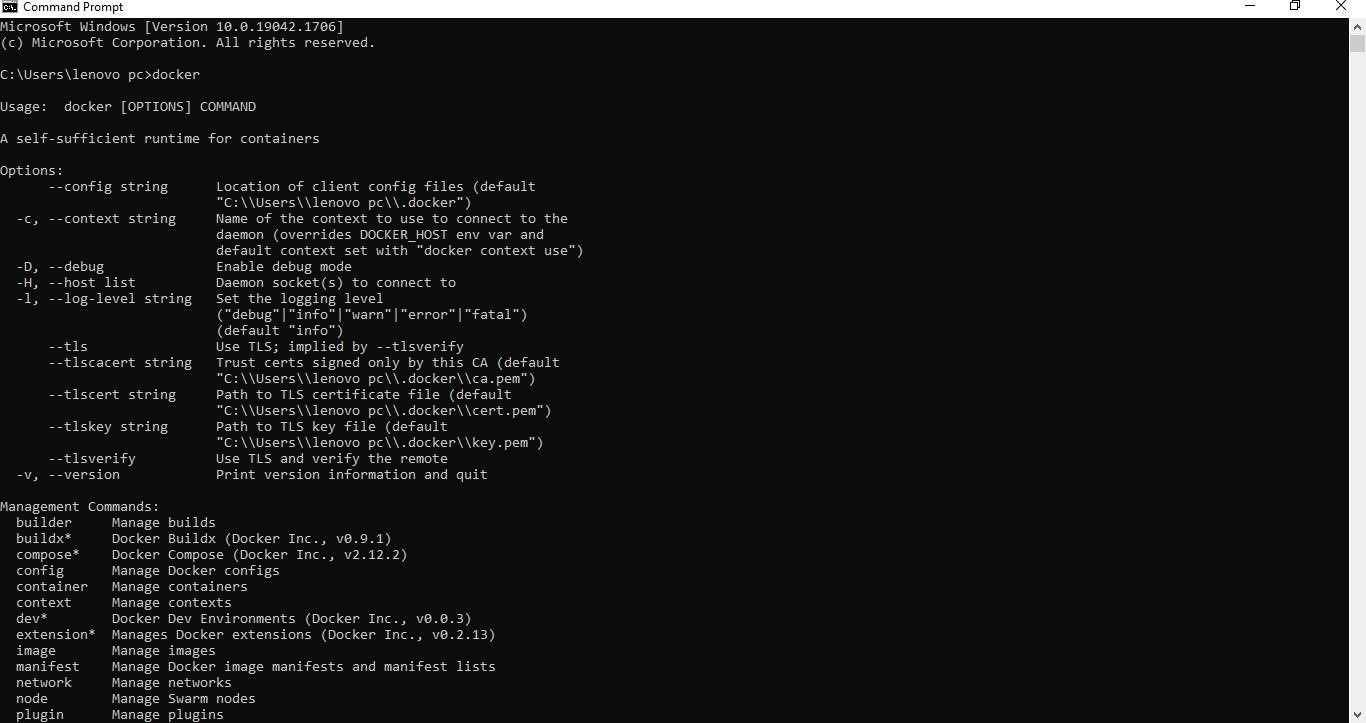 Command Prompt
Microsoft Windows [Version 10.0.19042.1706]
(c) Microsoft Corporation. All rights reserved.
C:\Users\lenovo pc>docker
Usage:  docker [OPTIONS] COMMAND
A self-sufficient runtime for containers
Options:
      --config string      Location of client config files (default
                           "C:\\Users\\lenovo pc\\.docker")
  -c, --context string     Name of the context to use to connect to the
                           daemon (overrides DOCKER_HOST env var and
                           default context set with "docker context use")
  -D, --debug              Enable debug mode
  -H, --host list          Daemon socket(s) to connect to
  -l, --log-level string   Set the logging level
                           ("debug"|"info"|"warn"|"error"|"fatal")
                           (default "info")
      --tls                Use TLS; implied by --tlsverify
      --tlscacert string   Trust certs signed only by this CA (default
                           "C:\\Users\\lenovo pc\\.docker\\ca.pem")
      --tlscert string     Path to TLS certificate file (default
                           "C:\\Users\\lenovo pc\\.docker\\cert.pem")
      --tlskey string      Path to TLS key file (default
                           "C:\\Users\\lenovo pc\\.docker\\key.pem")
      --tlsverify          Use TLS and verify the remote
  -v, --version            Print version information and quit
Management Commands:
  builder     Manage builds
  buildx*     Docker Buildx (Docker Inc., v0.9.1)
  compose*    Docker Compose (Docker Inc., v2.12.2)
  config      Manage Docker configs
  container   Manage containers
  context     Manage contexts
  dev*        Docker Dev Environments (Docker Inc., v0.0.3)
  extension*  Manages Docker extensions (Docker Inc., v0.2.13)
  image       Manage images
  manifest    Manage Docker image manifests and manifest lists
  network     Manage networks
  node        Manage Swarm nodes
  plugin      Manage plugins